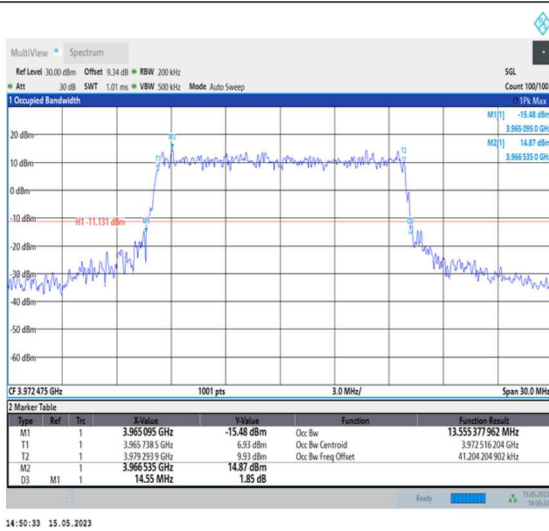 MultiView Spectrum
Ref Level 30.00 dBm Offset 9.34 dB RBW 200 kHz SGL
Att 30 dB SWT 1.01 ms VBW 500 kHz Mode Auto Sweep Count 100/100
1 Occupied Bandwidth 1Pk Max
M1[1] -15.48 dBm
3.965 095 0 GHz
M2[1] 14.87 dBm
3.966 535 0 GHz
20 dBm
M2
T1
T2
10 dBm
0 dBm
-10 dBm
H1 -11.131 dBm
M1
-20 dBm
-30 dBm
-40 dBm
-50 dBm
-60 dBm
CF 3.972 475 GHz 1001 pts 3.0 MHz/ Span 30.0 MHz
2 Marker Table
Type Ref Trc X-Value Y-Value Function Function Result
M1 1 3.965 095 GHz -15.48 dBm Occ Bw 13.555 377 962 MHz
T1 1 3.965 738 5 GHz 6.93 dBm Occ Bw Centroid 3.972 516 204 GHz
T2 1 3.979 293 9 GHz 9.93 dBm Occ Bw Freq Offset 41.204 204 902 kHz
M2 1 3.966 535 GHz 14.87 dBm
D3 M1 1 14.55 MHz 1.85 dB
Ready 15.05.2023
14:50:33 15.05.2023